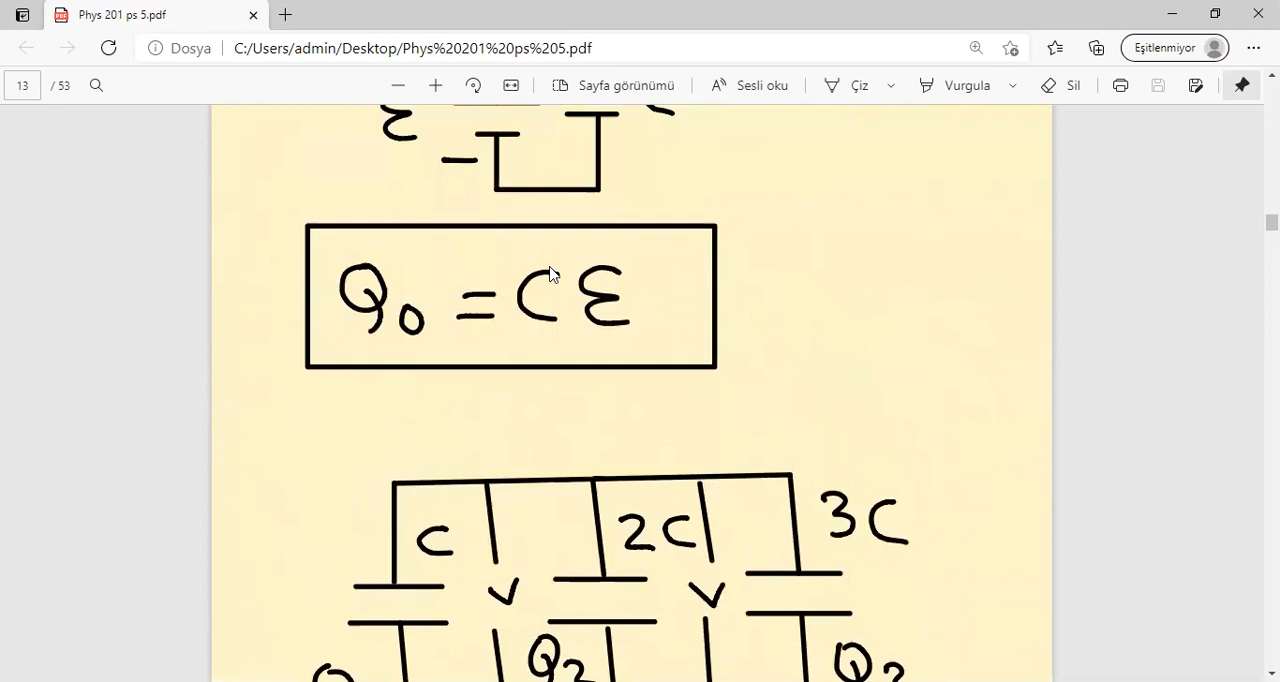 Phys 201 ps 5.pdf
Dosya C:/Users/admin/Desktop/Phys%20201%20ps%205.pdf Eşitlenmiyor
13 / 53 Sayfa görünümü Sesli oku Çiz Vurgula Sil
ε
−
Q₀ = C ε
C 2C 3C
V V
Q₂